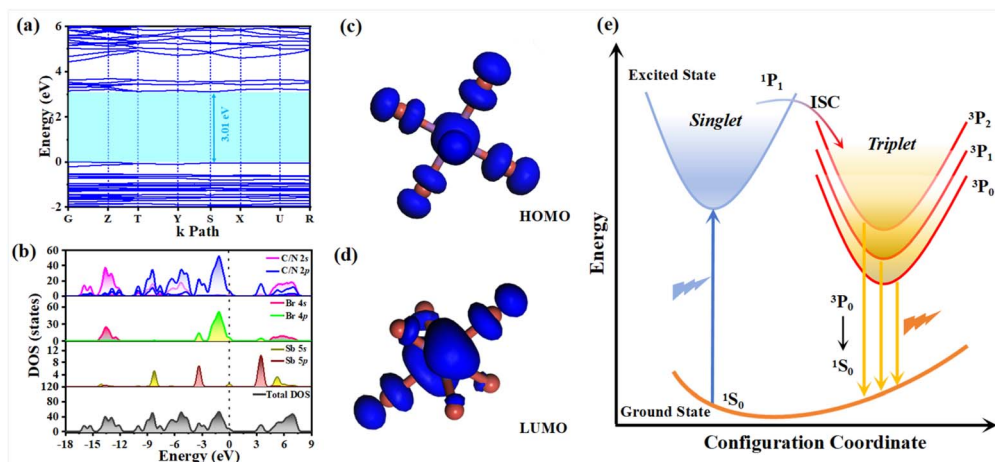 (a)
6
4
2
0
-2
Energy (eV)
3.01 eV
G Z T Y S X U R
k Path
(b)
60
45
30
15
0
C/N 2s
C/N 2p
60
40
20
0
Br 4s
Br 4p
12
8
4
120
Sb 5s
Sb 5p
80
40
0
Total DOS
DOS (states)
-18 -15 -12 -9 -6 -3 0 3 6 9
Energy (eV)
(c)
HOMO
(d)
LUMO
(e)
Energy
Excited State
Singlet
¹P₁
ISC
Triplet
³P₂
³P₁
³P₀
³P₀
¹S₀
¹S₀
Ground State
Configuration Coordinate